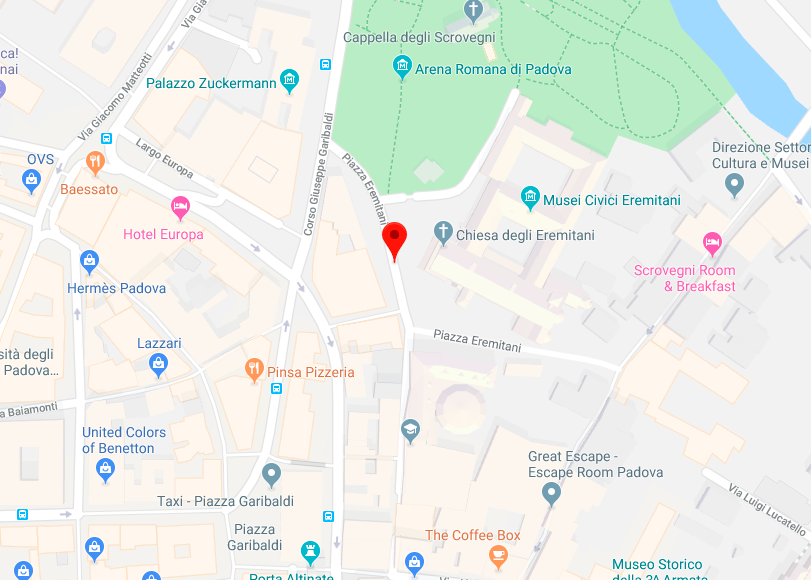 Via Gia
Cappella degli Scrovegni
Via Giacomo Matteotti
ca!
nai
Palazzo Zuckermann
Arena Romana di Padova
Largo Europa
Corso Giuseppe Garibaldi
Piazza Eremitani
Direzione Settor
Cultura e Musei
OVS
Baessato
Musei Civici Eremitani
Hotel Europa
Chiesa degli Eremitani
Scrovegni Room
& Breakfast
Hermès Padova
Lazzari
Piazza Eremitani
sità degli
Padova...
Pinsa Pizzeria
a Baiamonti
United Colors
of Benetton
Great Escape -
Escape Room Padova
Taxi - Piazza Garibaldi
Via Luigi Lucatello
Piazza
Garibaldi
The Coffee Box
Porta Altinate
Museo Storico
della 3ª Armata